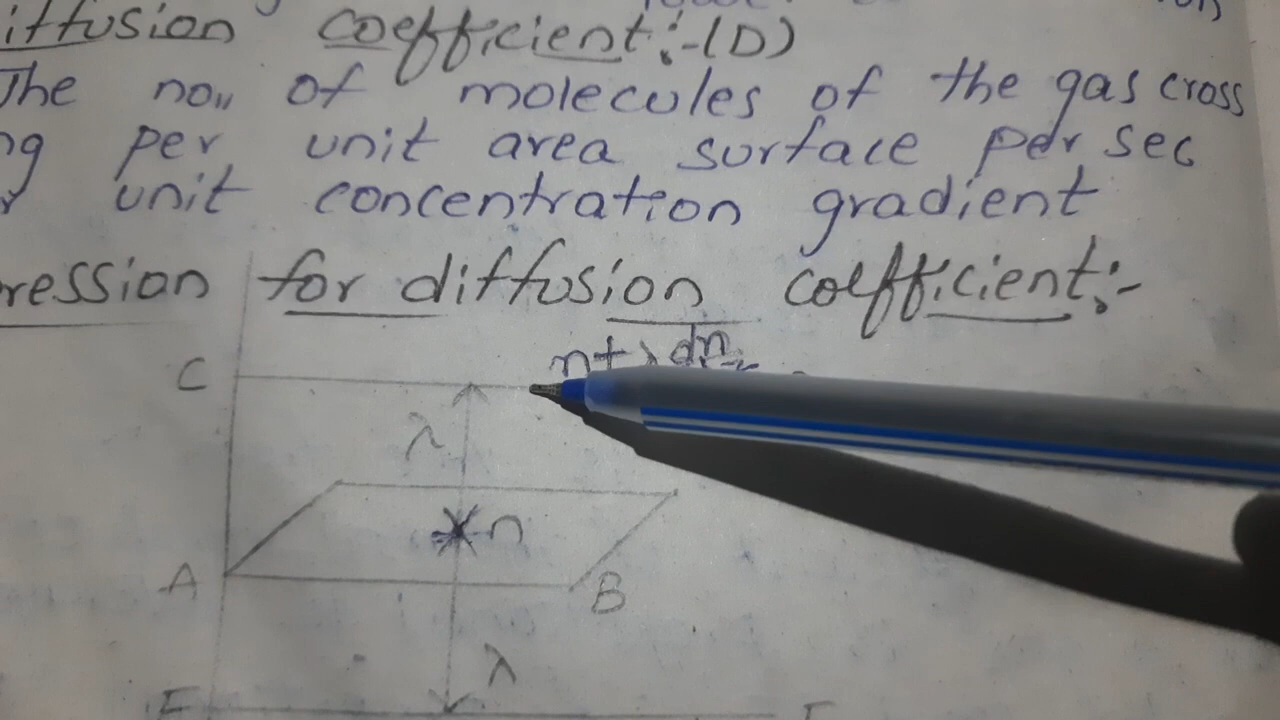 iffusion coefficient:-(D)
The no,, of molecules of the gas cross
ng per unit area surface per sec
r unit concentration gradient
ression for diffusion coefficient:-
n+λ dn
C
λ
n
A B
λ
E F